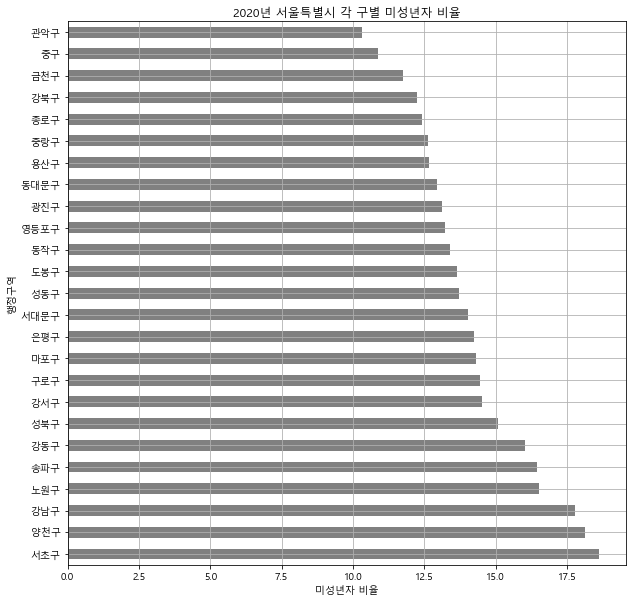 2020년 서울특별시 각 구별 미성년자 비율
행정구역
관악구
중구
금천구
강북구
종로구
중랑구
용산구
동대문구
광진구
영등포구
동작구
도봉구
성동구
서대문구
은평구
마포구
구로구
강서구
성북구
강동구
송파구
노원구
강남구
양천구
서초구
0.0 2.5 5.0 7.5 10.0 12.5 15.0 17.5
미성년자 비율